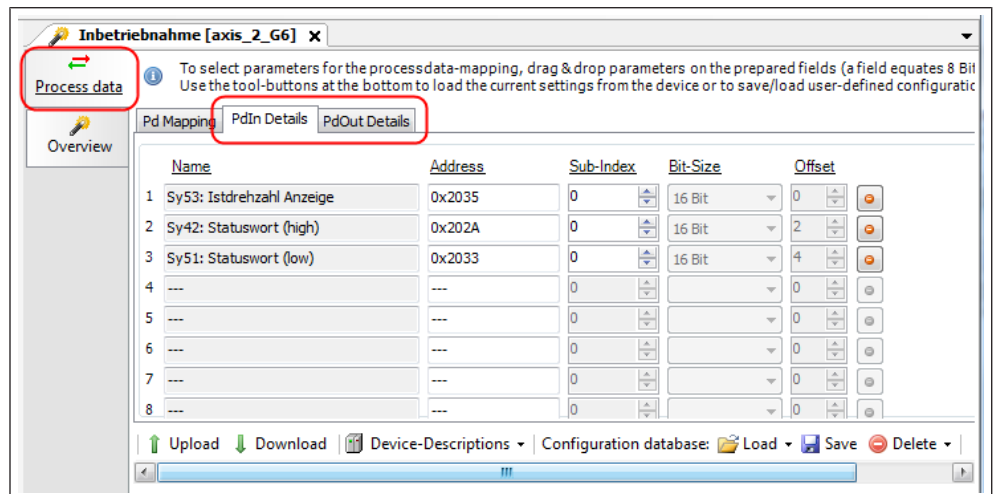 Inbetriebnahme [axis_2_G6] x
Process data
Overview
To select parameters for the processdata-mapping, drag & drop parameters on the prepared fields (a field equates 8 Bit
Use the tool-buttons at the bottom to load the current settings from the device or to save/load user-defined configuratic
Pd Mapping PdIn Details PdOut Details
Name Address Sub-Index Bit-Size Offset
1 Sy53: Istdrehzahl Anzeige 0x2035 0 16 Bit 0
2 Sy42: Statuswort (high) 0x202A 0 16 Bit 2
3 Sy51: Statuswort (low) 0x2033 0 16 Bit 4
4 --- --- 0 0
5 --- --- 0 0
6 --- --- 0 0
7 --- --- 0 0
8 --- --- 0 0
Upload Download Device-Descriptions Configuration database: Load Save Delete